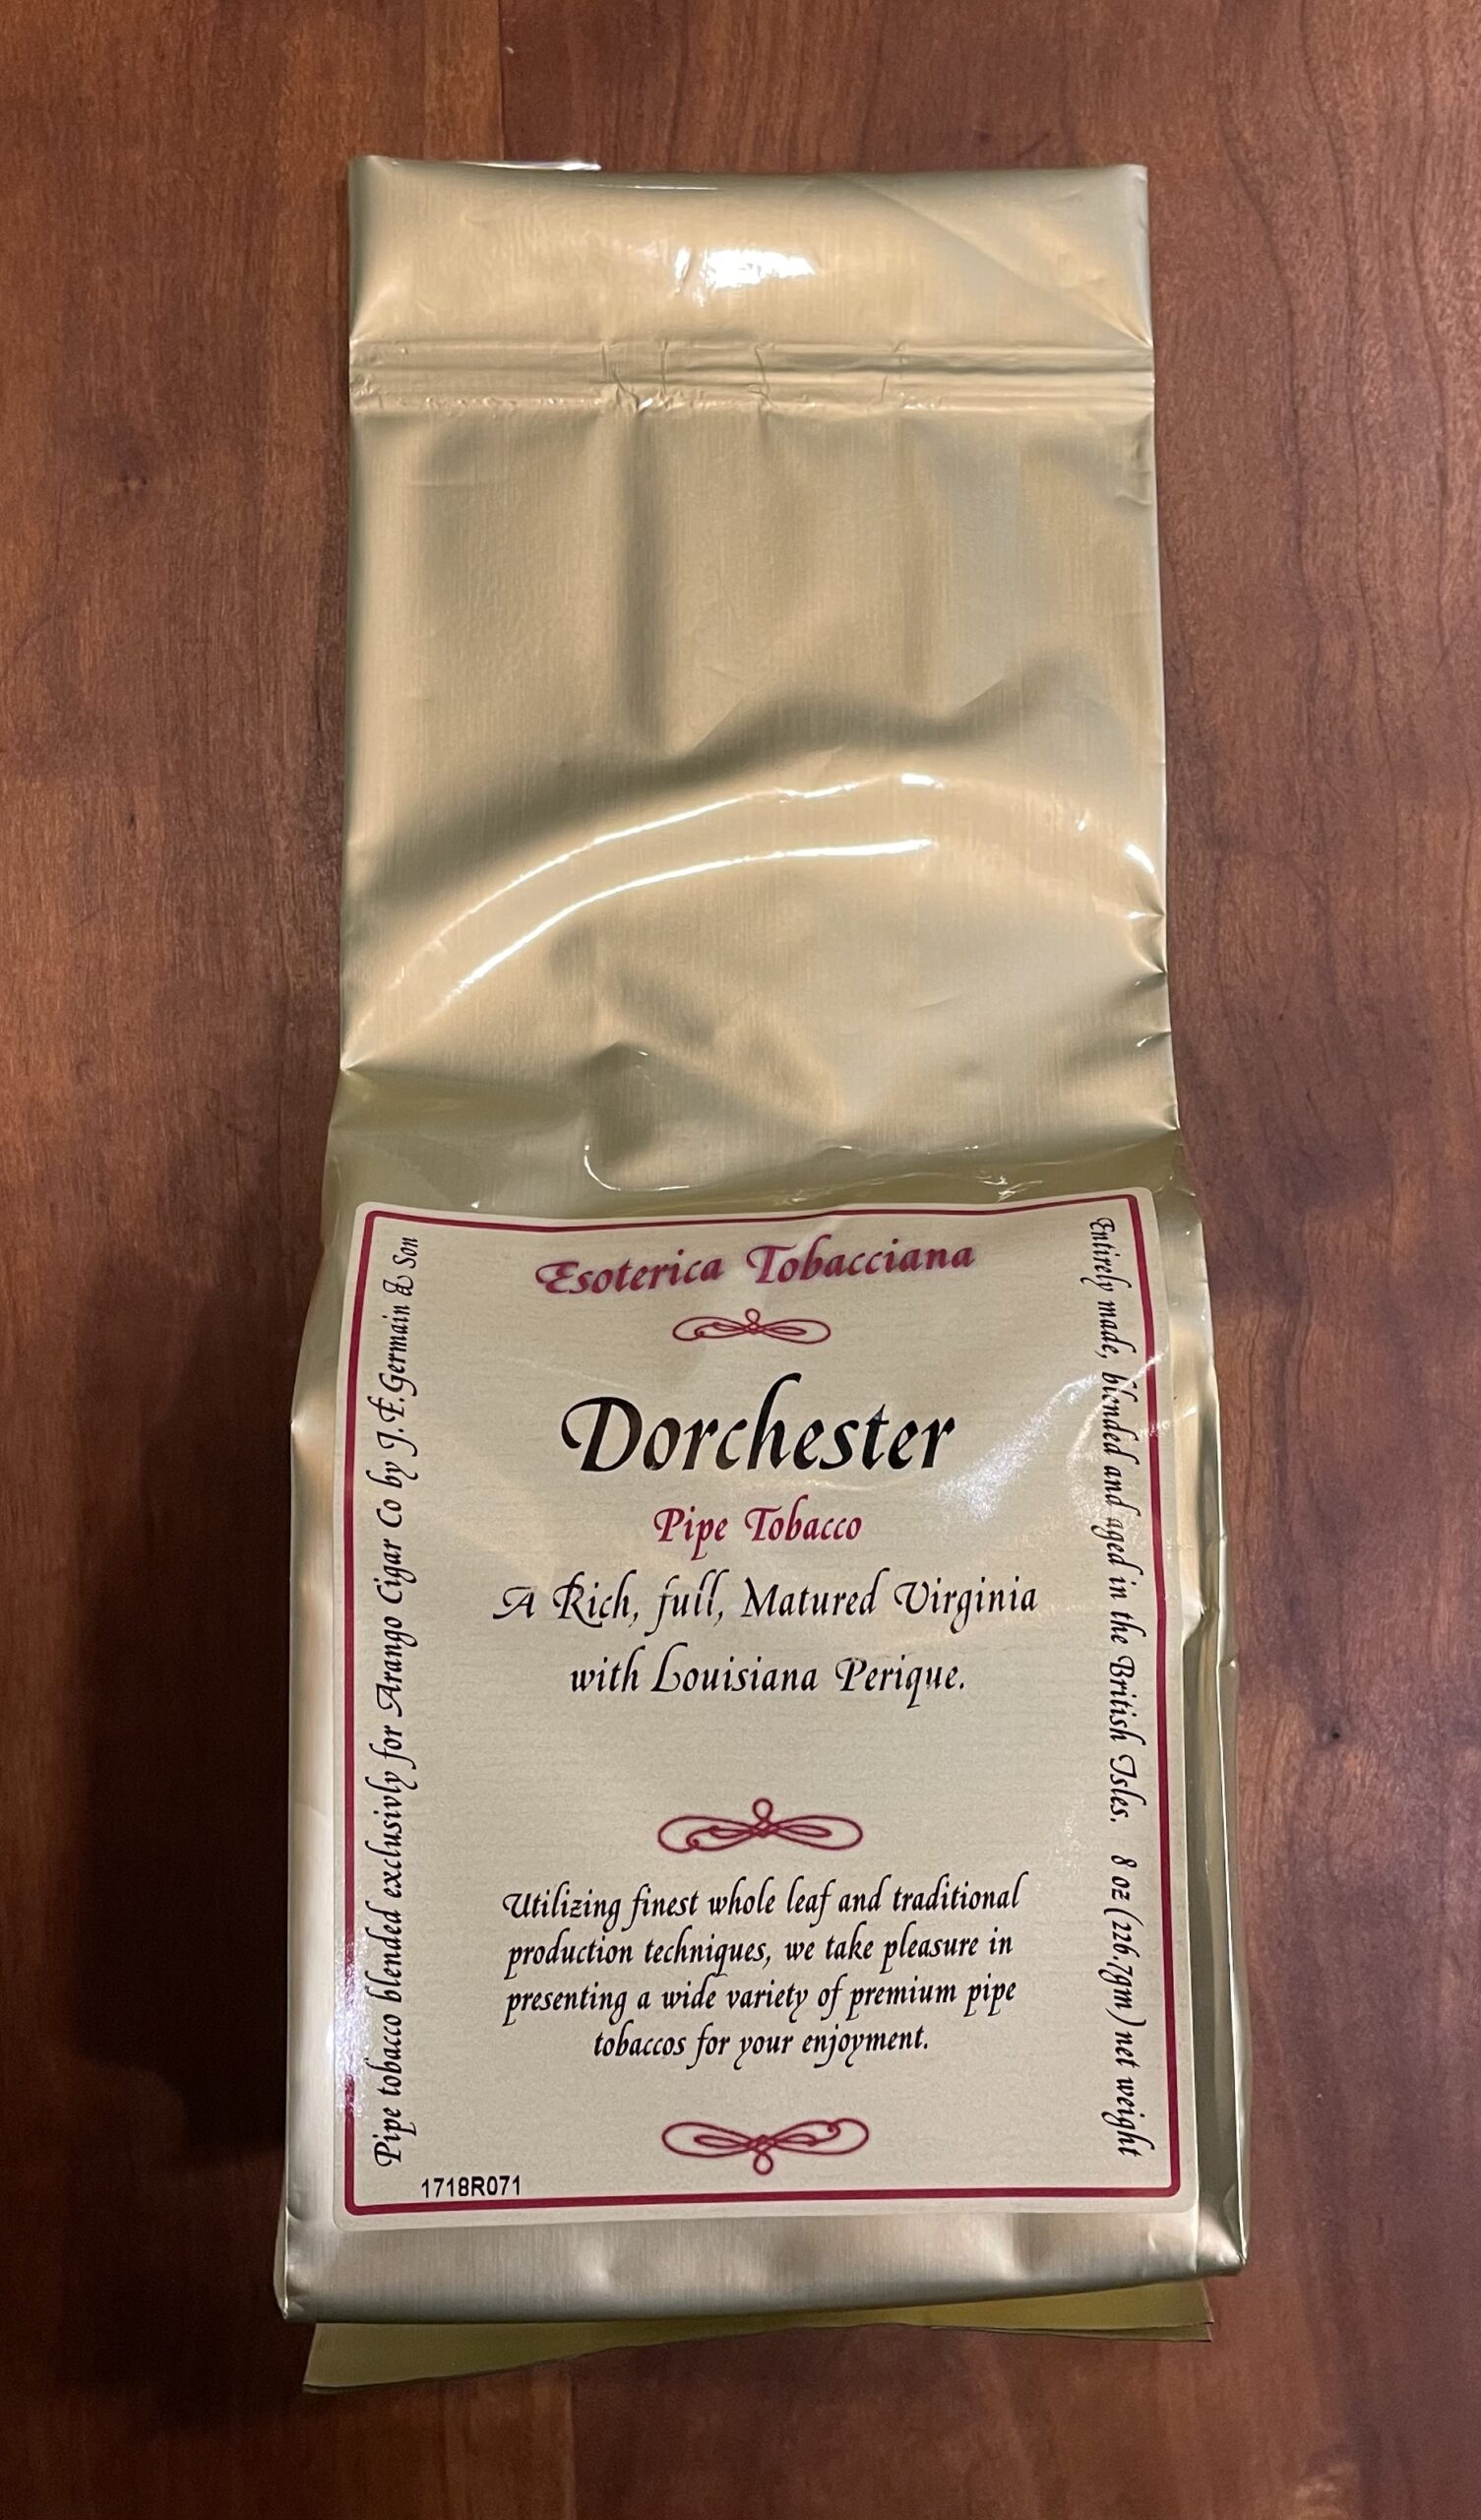 Esoterica Tobacciana
Dorchester
Pipe Tobacco
A Rich, full, Matured Virginia
with Louisiana Perique.
Utilizing finest whole leaf and traditional
production techniques, we take pleasure in
presenting a wide variety of premium pipe
tobaccos for your enjoyment.
Pipe tobacco blended exclusivly for Arango Cigar Co by J.F.Germain & Son
Entirely made, blended and aged in the British Isles. 8 oz (226.7gm) net weight
1718R071